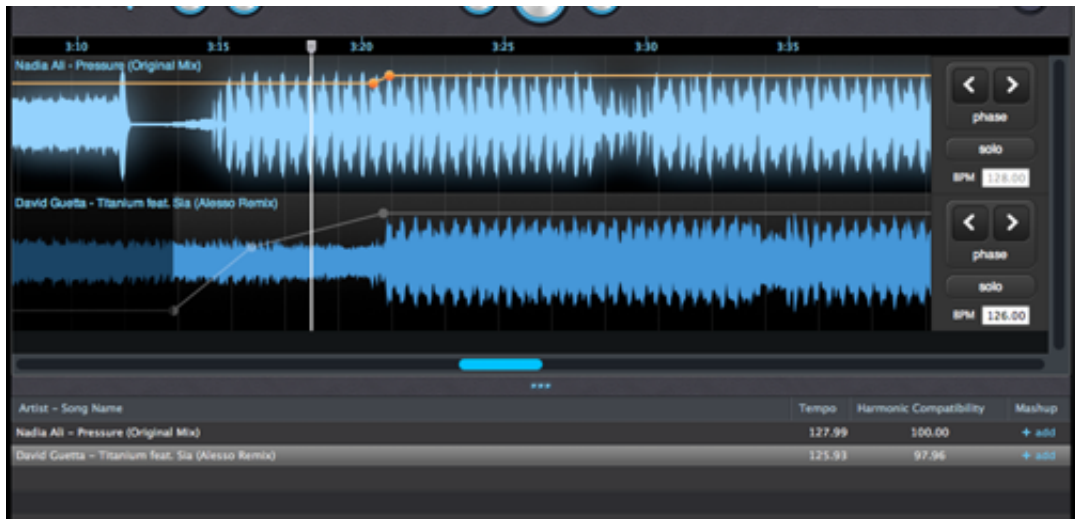 3:10 3:15 3:20 3:25 3:30 3:35
Nadia Ali - Pressure (Original Mix)
phase
solo
BPM 128.00
David Guetta - Titanium feat. Sia (Alesso Remix)
phase
solo
BPM 126.00
Artist - Song Name Tempo Harmonic Compatibility Mashup
Nadia Ali - Pressure (Original Mix) 127.99 100.00 + add
David Guetta - Titanium feat. Sia (Alesso Remix) 125.93 97.96 + add